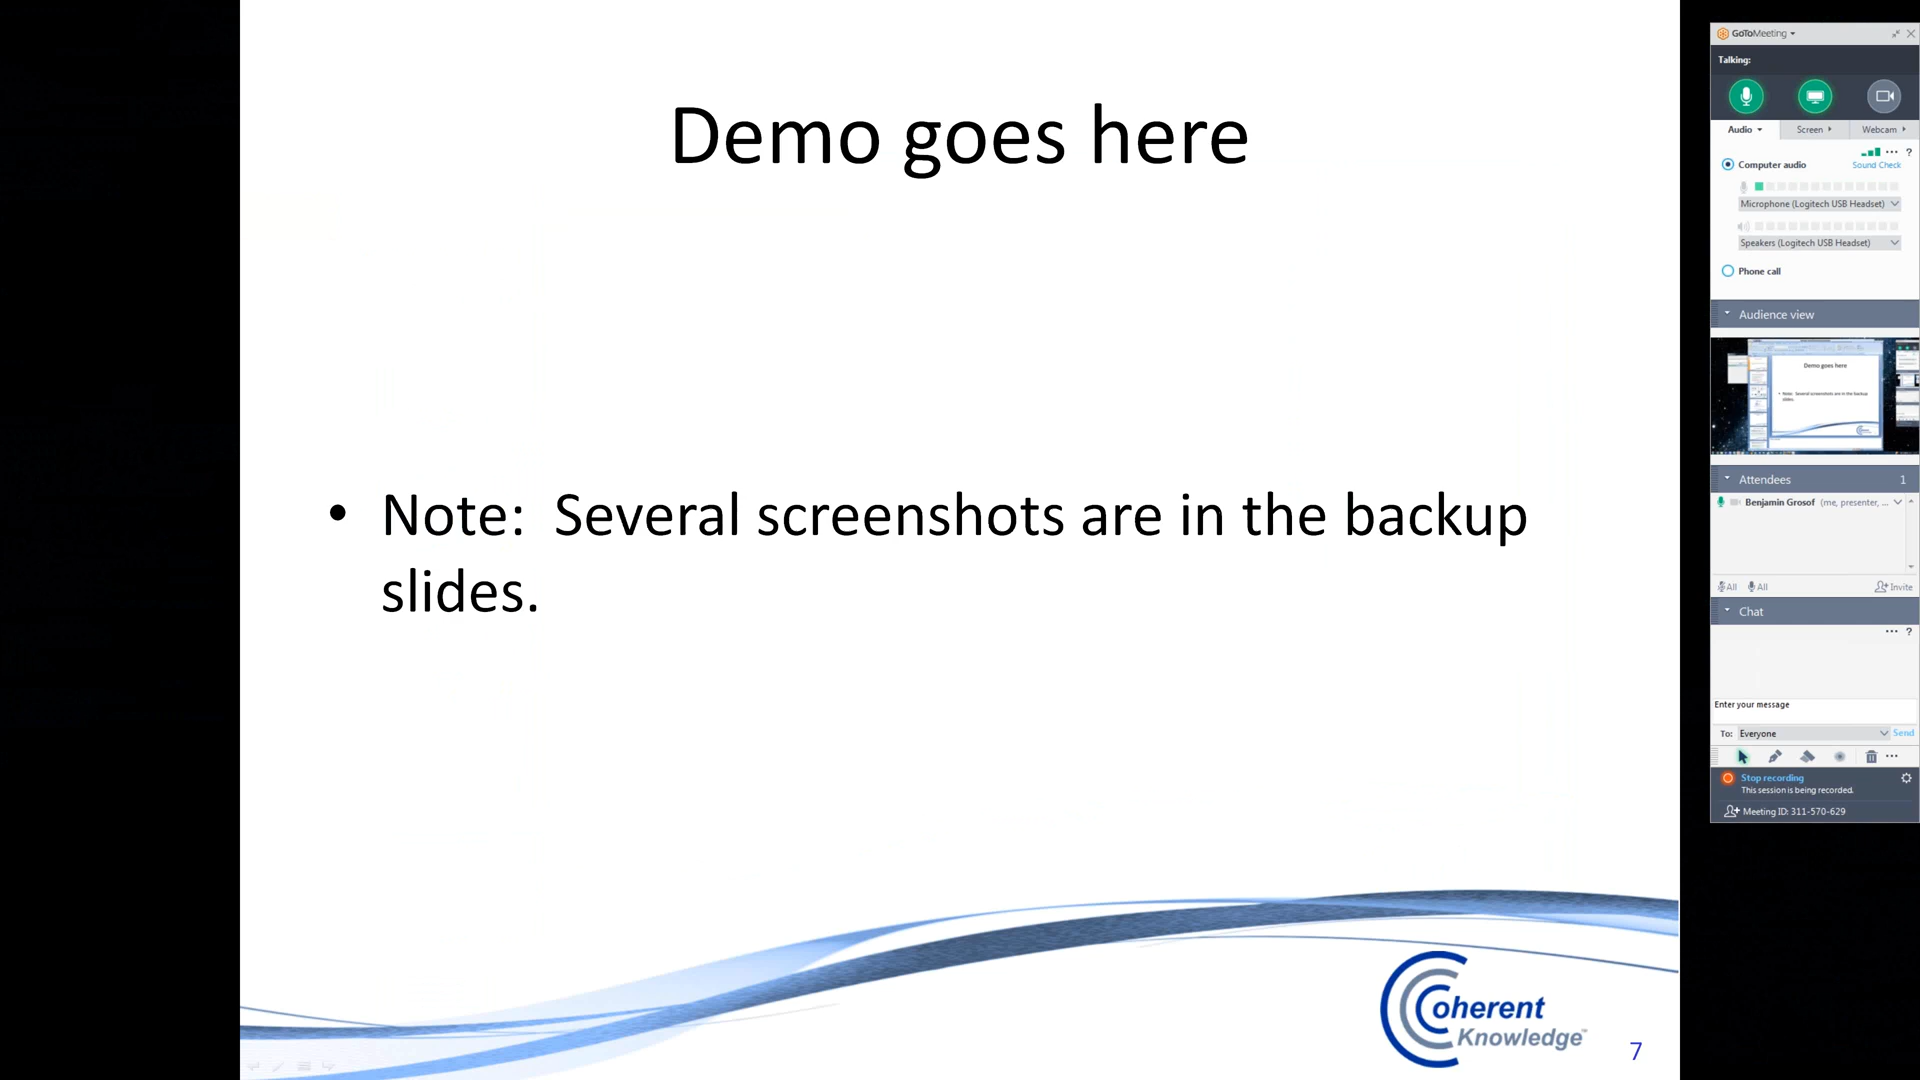 Demo goes here
• Note:  Several screenshots are in the backup
slides.
Coherent
Knowledge™
7
GoToMeeting
Talking:
Audio
Screen
Webcam
?
Computer audio
Sound Check
Microphone (Logitech USB Headset)
Speakers (Logitech USB Headset)
Phone call
Audience view
Demo goes here
• Note: Several screenshots are in the backup
slides.
Attendees 1
Benjamin Grosof (me, presenter, ...
All All Invite
Chat
?
Enter your message
To: Everyone Send
Stop recording
This session is being recorded.
Meeting ID: 311-570-629